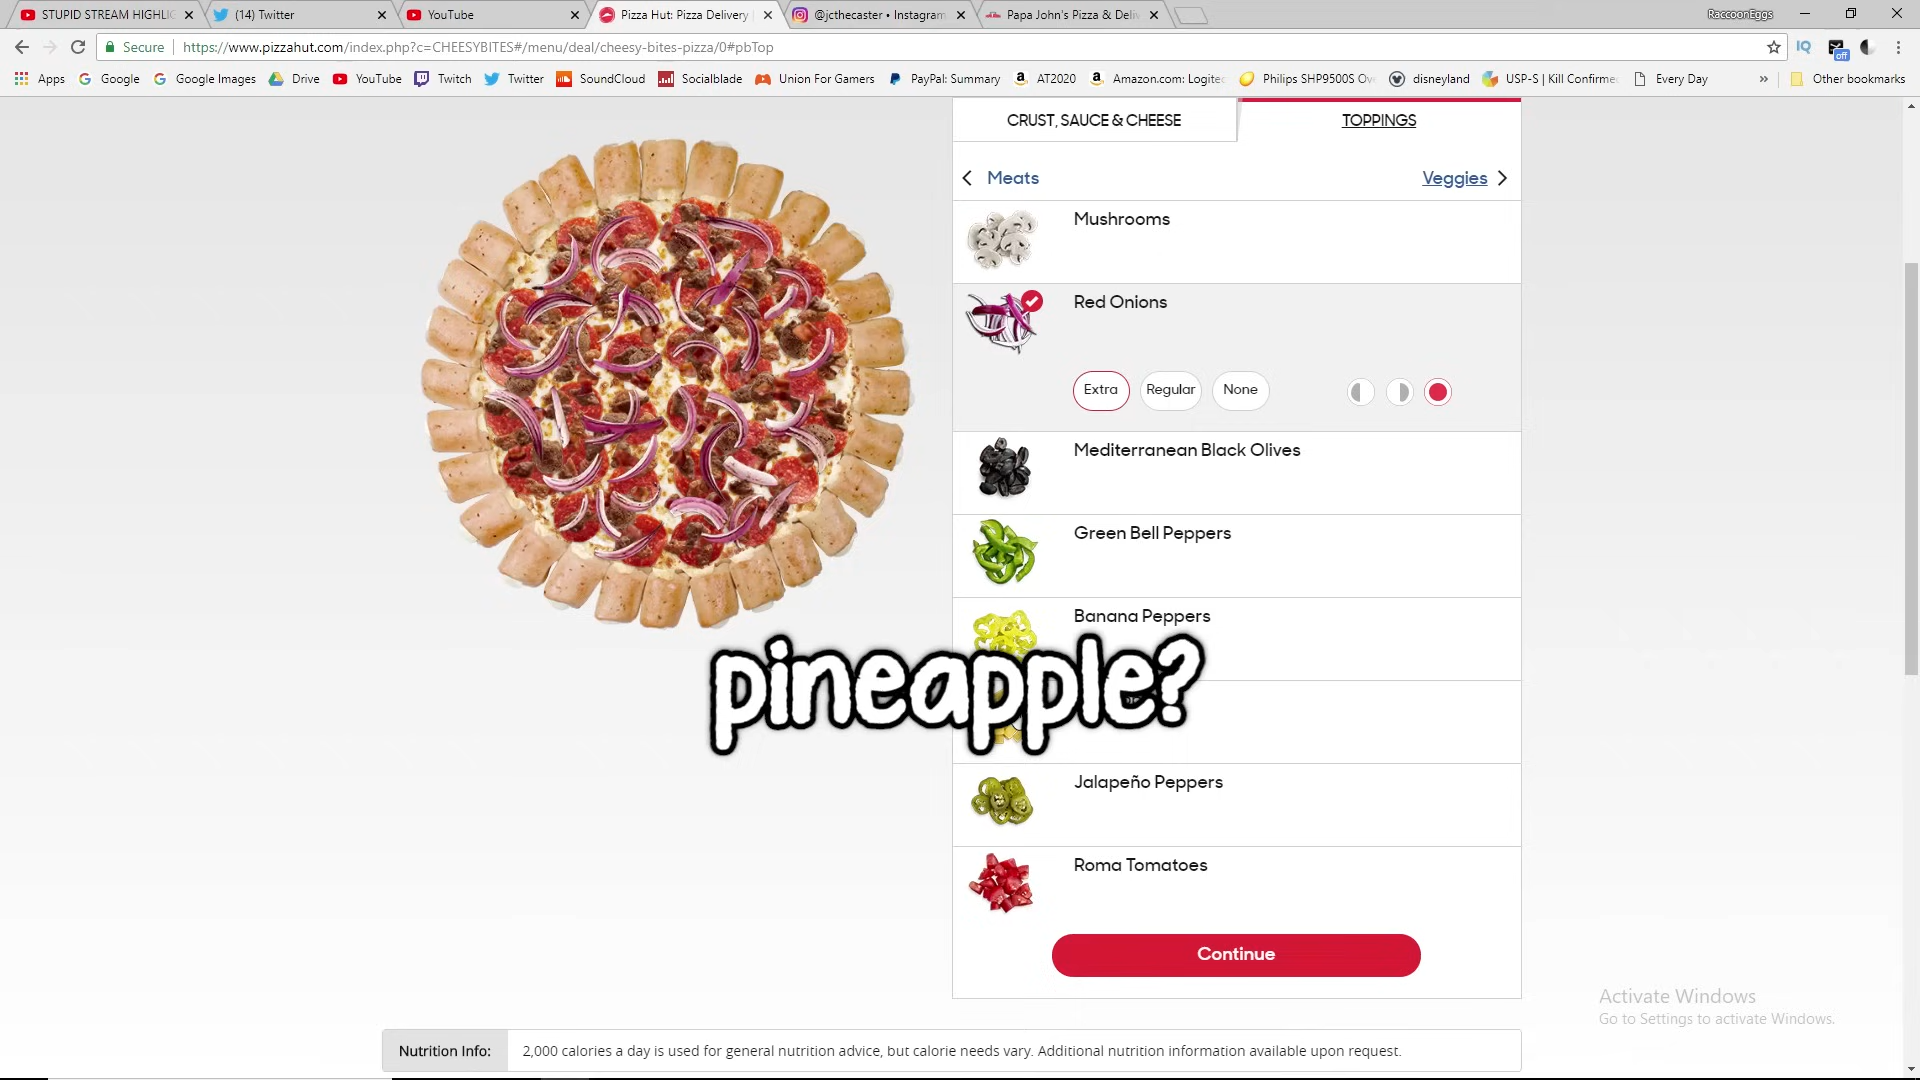 STUPID STREAM HIGHLIG
(14) Twitter
YouTube
Pizza Hut: Pizza Delivery
@jcthecaster • Instagram
Papa John's Pizza & Deli
RaccoonEggs
Secure
https://www.pizzahut.com/index.php?c=CHEESYBITES#/menu/deal/cheesy-bites-pizza/0#pbTop
IQ
off
Apps
Google
Google Images
Drive
YouTube
Twitch
Twitter
SoundCloud
Socialblade
Union For Gamers
PayPal: Summary
AT2020
Amazon.com: Logitec
Philips SHP9500S Ov
disneyland
USP-S | Kill Confirme
Every Day
»
Other bookmarks
CRUST, SAUCE & CHEESE
TOPPINGS
Meats
Veggies
Mushrooms
Red Onions
Extra
Regular
None
Mediterranean Black Olives
Green Bell Peppers
Banana Peppers
pineapple?
Jalapeño Peppers
Roma Tomatoes
Continue
Activate Windows
Go to Settings to activate Windows.
Nutrition Info:
2,000 calories a day is used for general nutrition advice, but calorie needs vary. Additional nutrition information available upon request.